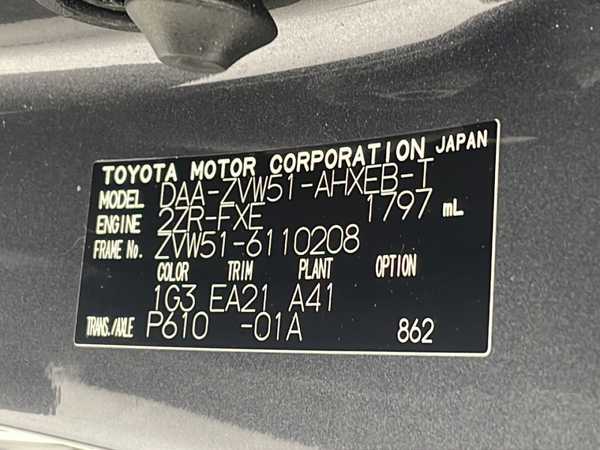 TOYOTA MOTOR CORPORATION JAPAN
MODEL DAA-ZVW51-AHXEB-T
ENGINE 2ZR-FXE 1797 mL
FRAME No. ZVW51-6110208
COLOR TRIM PLANT OPTION
1G3 EA21 A41
TRANS./AXLE P610 -01A 862